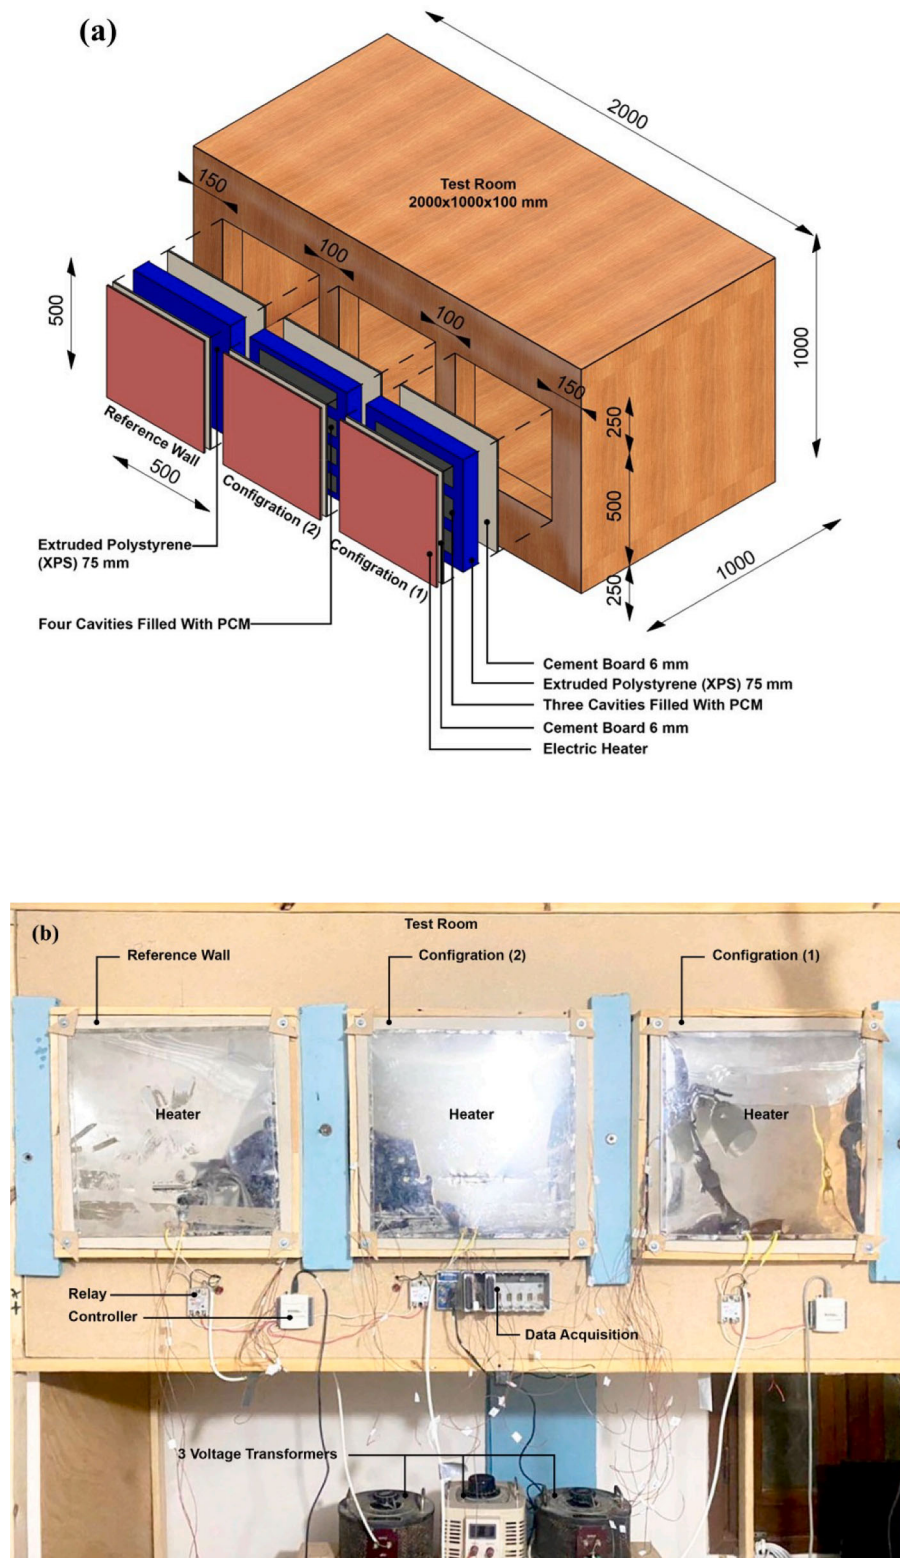 (a)
2000
150
Test Room
2000x1000x100 mm
100
500
100
1000
150
250
Reference Wall
500
500
Configration (2)
Extruded Polystyrene
(XPS) 75 mm
Configration (1)
1000
250
Four Cavities Filled With PCM
Cement Board 6 mm
Extruded Polystyrene (XPS) 75 mm
Three Cavities Filled With PCM
Cement Board 6 mm
Electric Heater
(b)
Test Room
Reference Wall
Configration (2)
Configration (1)
Heater
Heater
Heater
Relay
Controller
Data Acquisition
3 Voltage Transformers